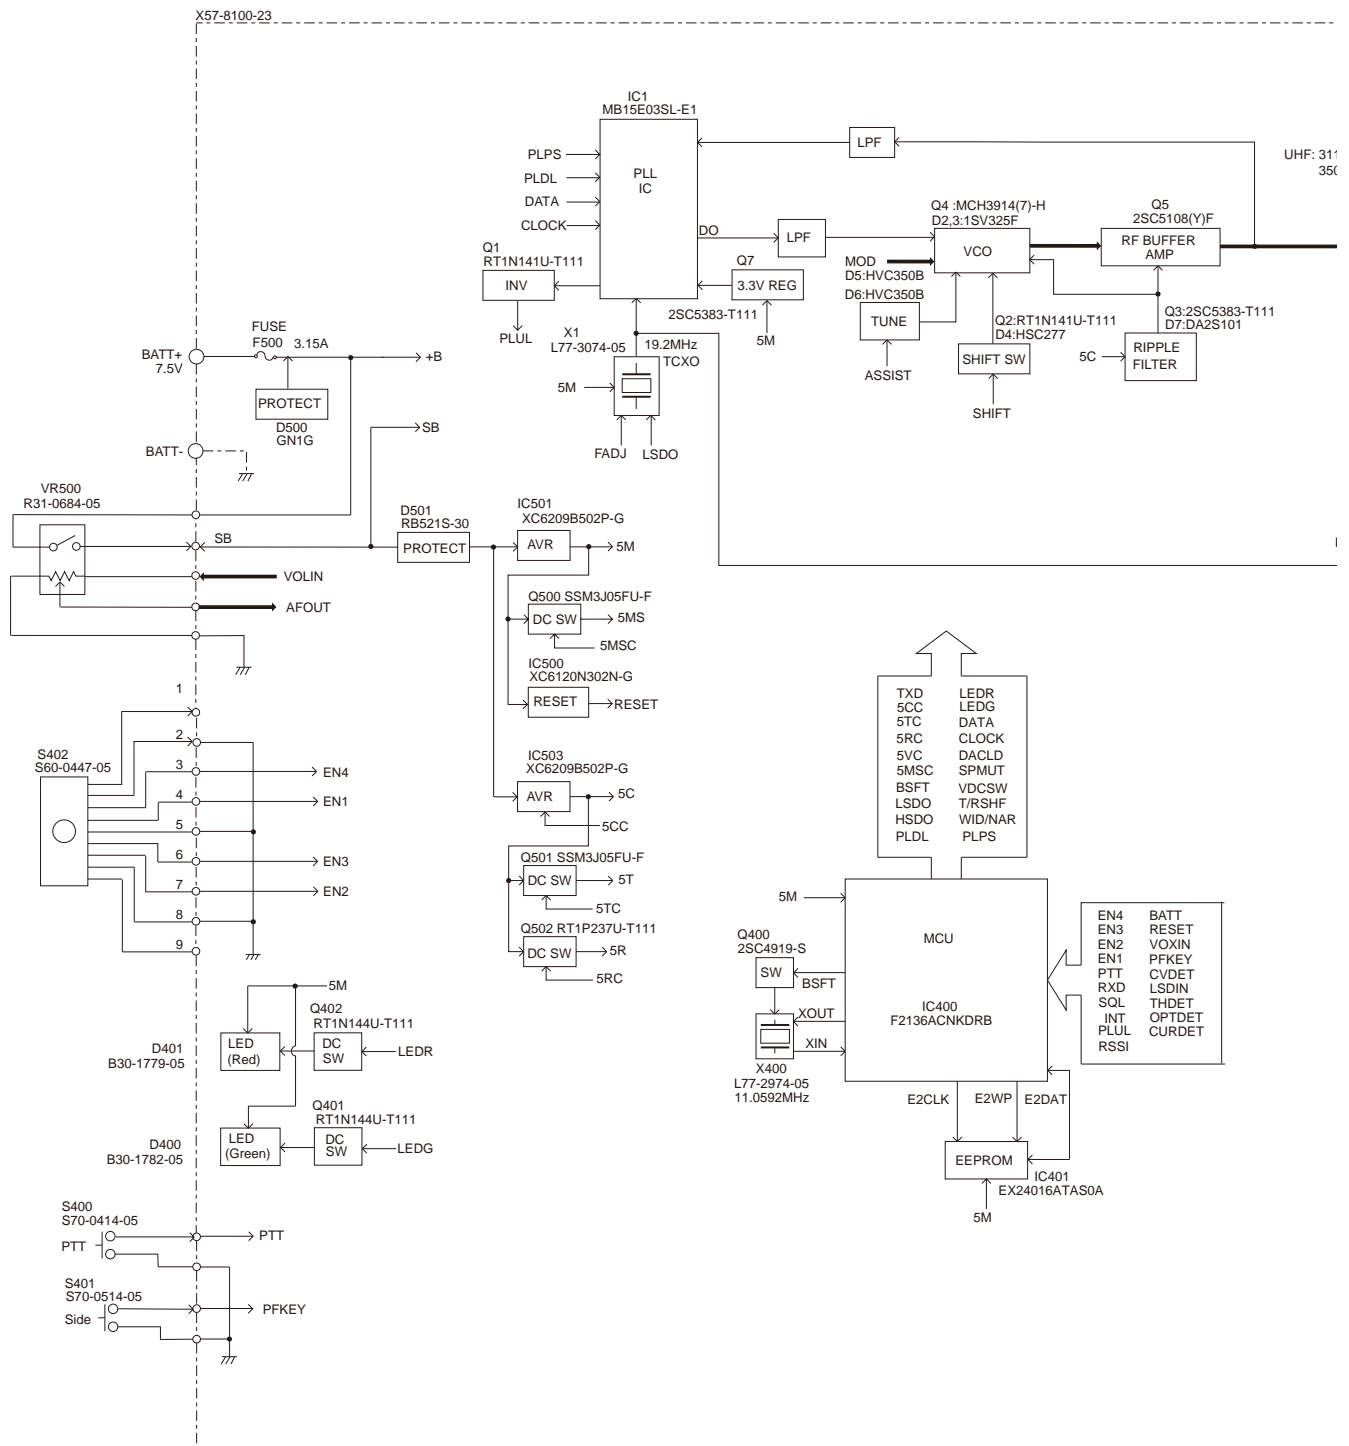 X57-8100-23
IC1
MB15E03SL-E1
PLPS
PLDL
DATA
CLOCK
PLL
IC
LPF
UHF: 311
350
Q4 :MCH3914(7)-H
D2,3:1SV325F
Q5
2SC5108(Y)F
DO
LPF
VCO
RF BUFFER
AMP
Q1
RT1N141U-T111
INV
PLUL
Q7
3.3V REG
2SC5383-T111
5M
MOD
D5:HVC350B
D6:HVC350B
TUNE
ASSIST
Q2:RT1N141U-T111
D4:HSC277
SHIFT SW
SHIFT
Q3:2SC5383-T111
D7:DA2S101
5C
RIPPLE
FILTER
X1
L77-3074-05
19.2MHz
TCXO
5M
FADJ
LSDO
BATT+
7.5V
FUSE
F500
3.15A
+B
PROTECT
D500
GN1G
SB
BATT-
VR500
R31-0684-05
SB
D501
RB521S-30
PROTECT
IC501
XC6209B502P-G
AVR
5M
VOLIN
AFOUT
Q500 SSM3J05FU-F
DC SW
5MS
5MSC
IC500
XC6120N302N-G
RESET
RESET
IC503
XC6209B502P-G
AVR
5C
5CC
Q501 SSM3J05FU-F
DC SW
5T
5TC
Q502 RT1P237U-T111
DC SW
5R
5RC
S402
S60-0447-05
1
2
3
EN4
4
EN1
5
6
EN3
7
EN2
8
9
TXD LEDR
5CC LEDG
5TC DATA
5RC CLOCK
5VC DACLD
5MSC SPMUT
BSFT VDCSW
LSDO T/RSHF
HSDO WID/NAR
PLDL PLPS
5M
MCU
IC400
F2136ACNKDRB
Q400
2SC4919-S
SW
BSFT
XOUT
XIN
X400
L77-2974-05
11.0592MHz
EN4 BATT
EN3 RESET
EN2 VOXIN
EN1 PFKEY
PTT CVDET
RXD LSDIN
SQL THDET
INT OPTDET
PLUL CURDET
RSSI
E2CLK
E2WP
E2DAT
EEPROM
IC401
EX24016ATAS0A
5M
5M
D401
B30-1779-05
LED
(Red)
Q402
RT1N144U-T111
DC
SW
LEDR
D400
B30-1782-05
LED
(Green)
Q401
RT1N144U-T111
DC
SW
LEDG
S400
S70-0414-05
PTT
PTT
S401
S70-0514-05
Side
PFKEY